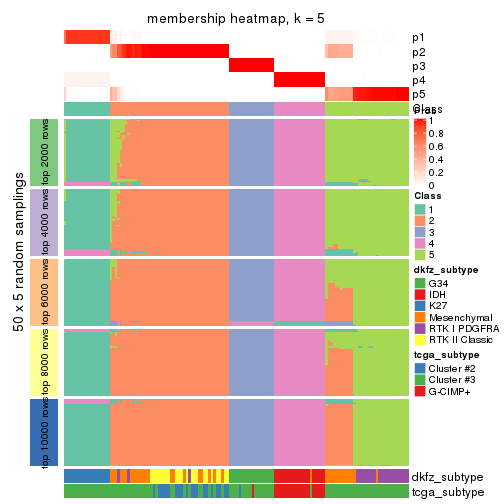 membership heatmap, k = 5
p1
p2
p3
p4
p5
Class
Prob
1
0.8
0.6
0.4
0.2
0
Class
1
2
3
4
5
dkfz_subtype
G34
IDH
K27
Mesenchymal
RTK I PDGFRA
RTK II Classic
tcga_subtype
Cluster #2
Cluster #3
G-CIMP+
50 x 5 random samplings
top 2000 rows
top 4000 rows
top 6000 rows
top 8000 rows
top 10000 rows
dkfz_subtype
tcga_subtype